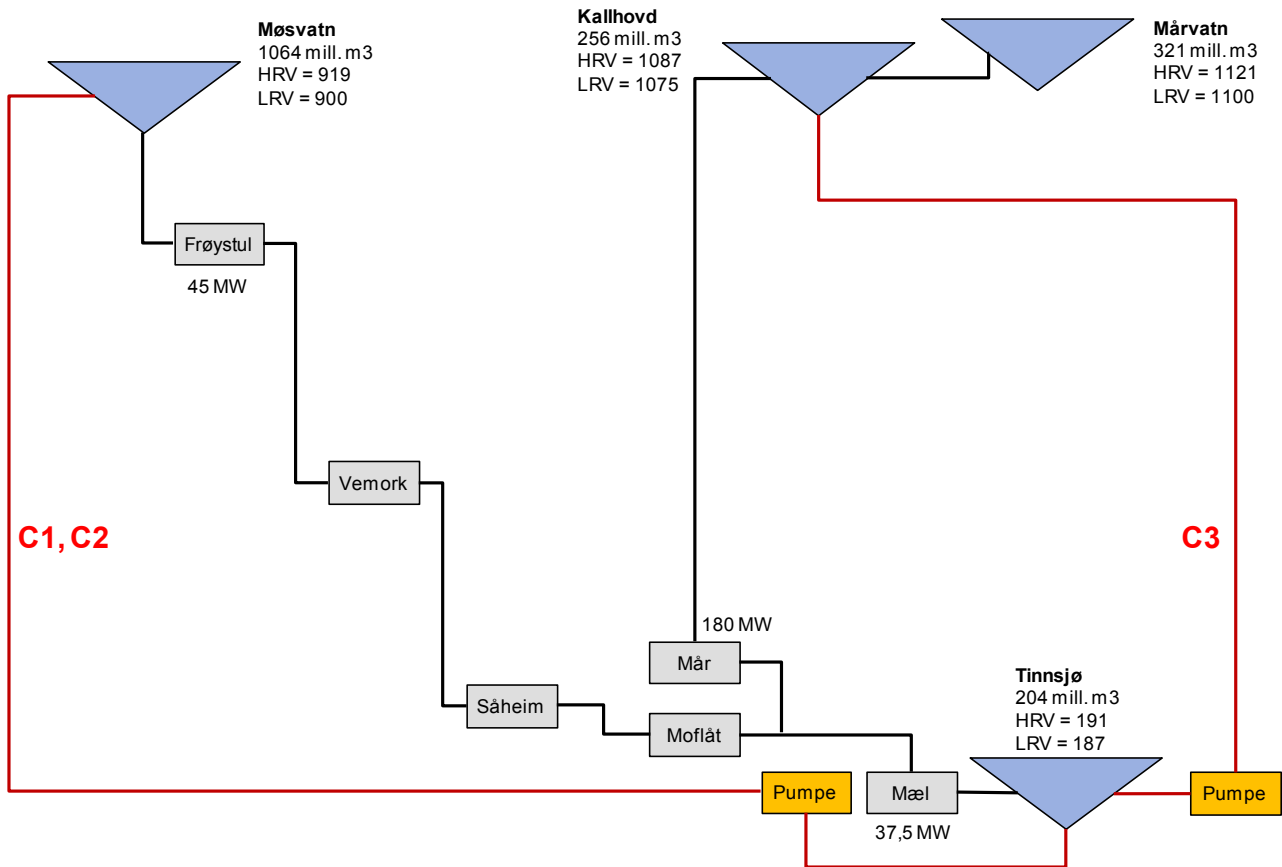 Møsvatn
1064 mill. m3
HRV = 919
LRV = 900
Kallhovd
256 mill. m3
HRV = 1087
LRV = 1075
Mårvatn
321 mill. m3
HRV = 1121
LRV = 1100
Frøystul
45 MW
Vemork
C1, C2
C3
180 MW
Mår
Såheim
Moflåt
Tinnsjø
204 mill. m3
HRV = 191
LRV = 187
Pumpe
Mæl
Pumpe
37,5 MW